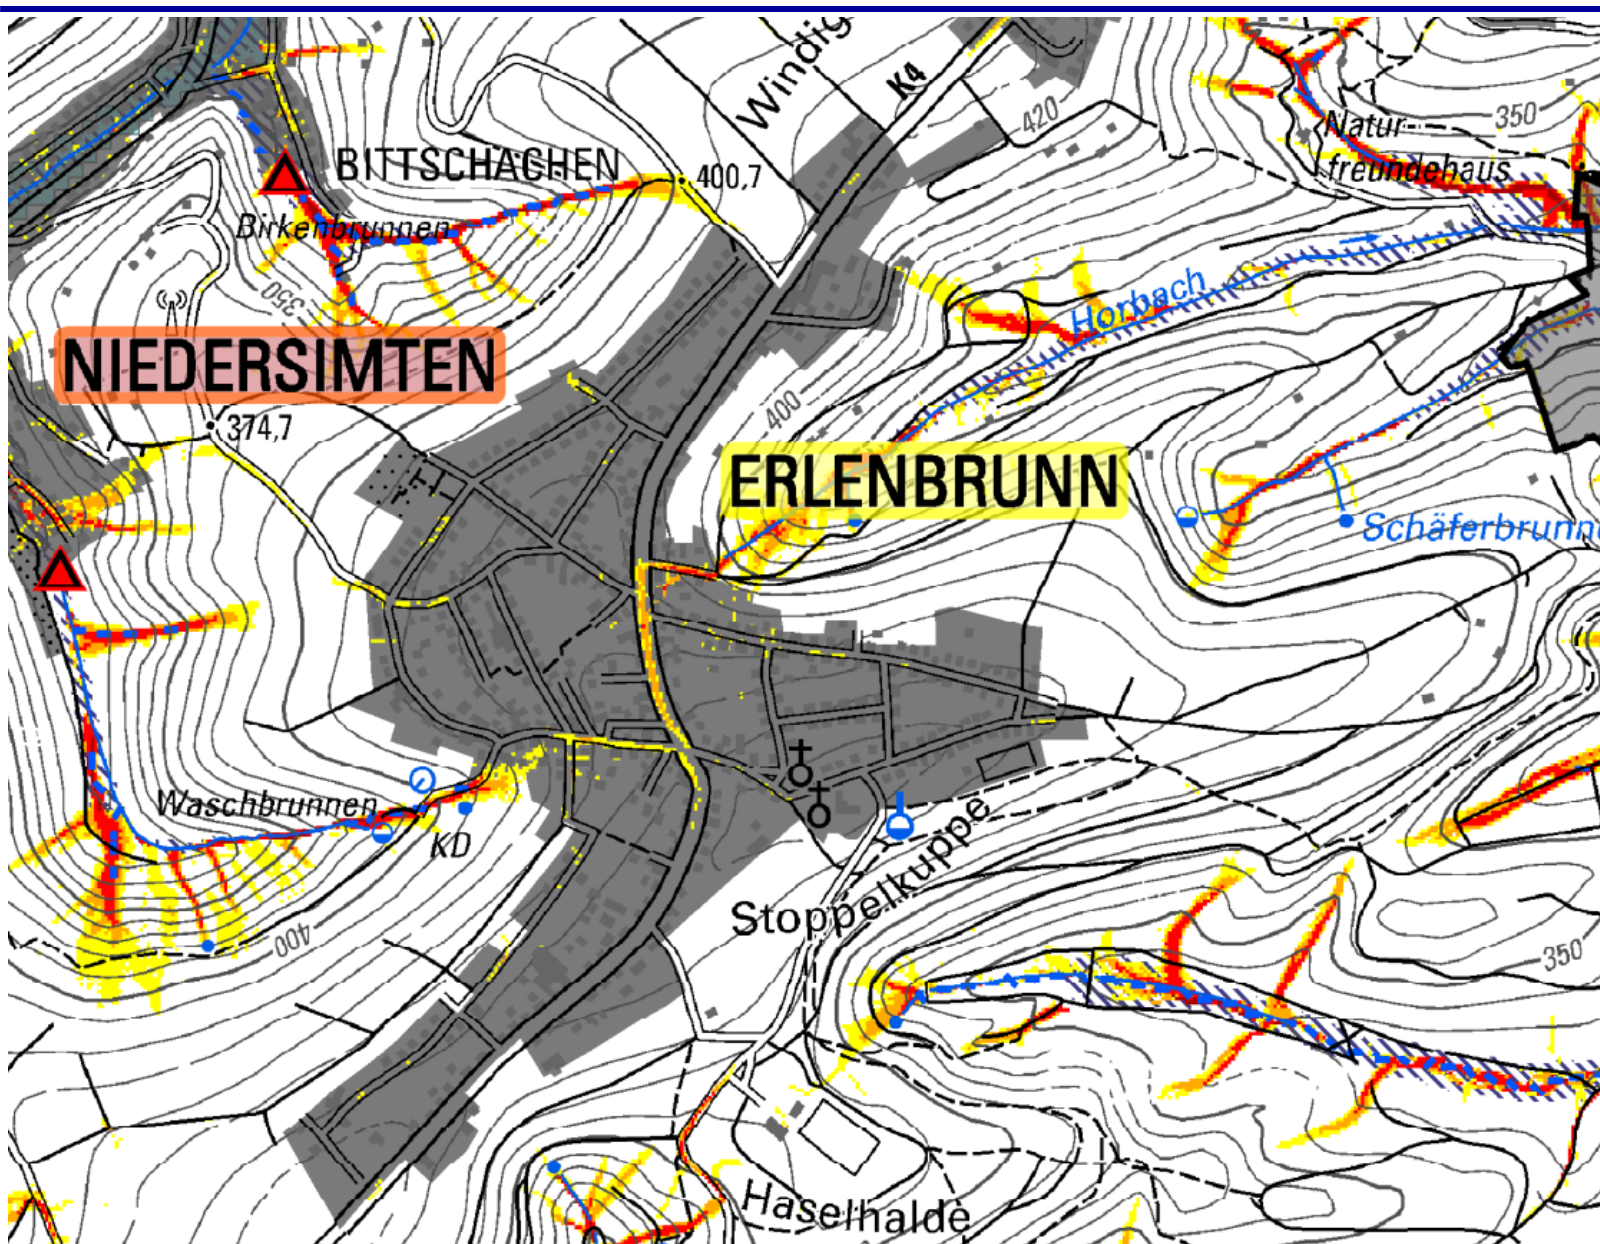 Windig
K4
420
350
Natur-
freundehaus
BITTSCHACHEN
400,7
Birkenbrunnen
350
Horbach
NIEDERSIMTEN
374,7
400
ERLENBRUNN
Schäferbrunne
Waschbrunnen
KD
400
Stoppelkuppe
350
Haselhalde